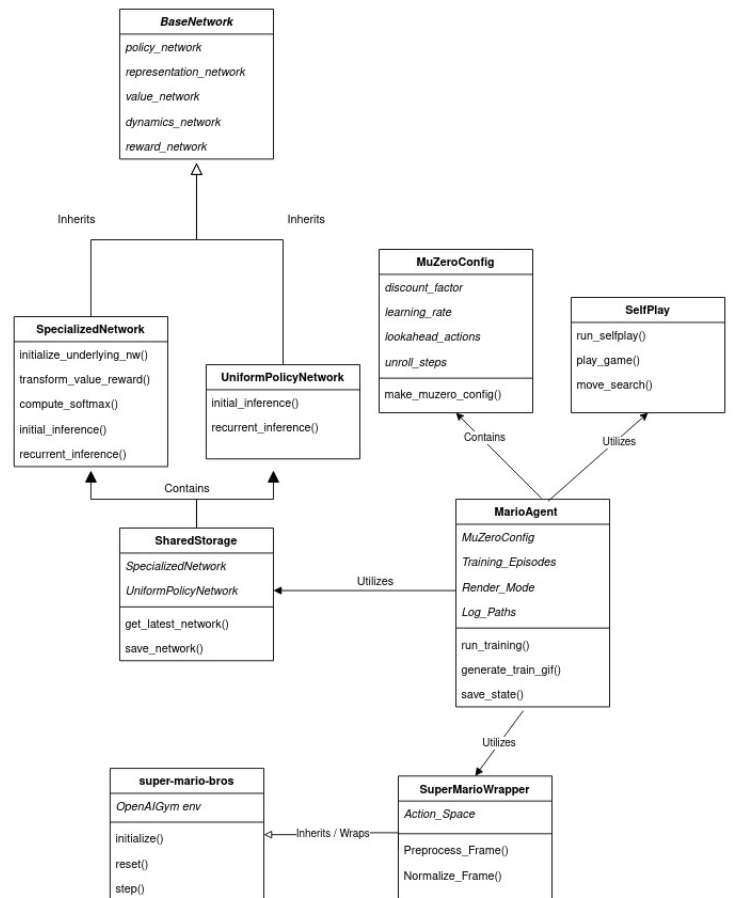 BaseNetwork
policy_network
representation_network
value_network
dynamics_network
reward_network
Inherits
Inherits
MuZeroConfig
discount_factor
learning_rate
lookahead_actions
unroll_steps
make_muzero_config()
SelfPlay
run_selfplay()
play_game()
move_search()
SpecializedNetwork
initialize_underlying_nw()
transform_value_reward()
compute_softmax()
initial_inference()
recurrent_inference()
UniformPolicyNetwork
initial_inference()
recurrent_inference()
Contains
Utilizes
Contains
SharedStorage
SpecializedNetwork
UniformPolicyNetwork
get_latest_network()
save_network()
Utilizes
MarioAgent
MuZeroConfig
Training_Episodes
Render_Mode
Log_Paths
run_training()
generate_train_gif()
save_state()
Utilizes
super-mario-bros
OpenAIGym env
initialize()
reset()
step()
Inherits / Wraps
SuperMarioWrapper
Action_Space
Preprocess_Frame()
Normalize_Frame()